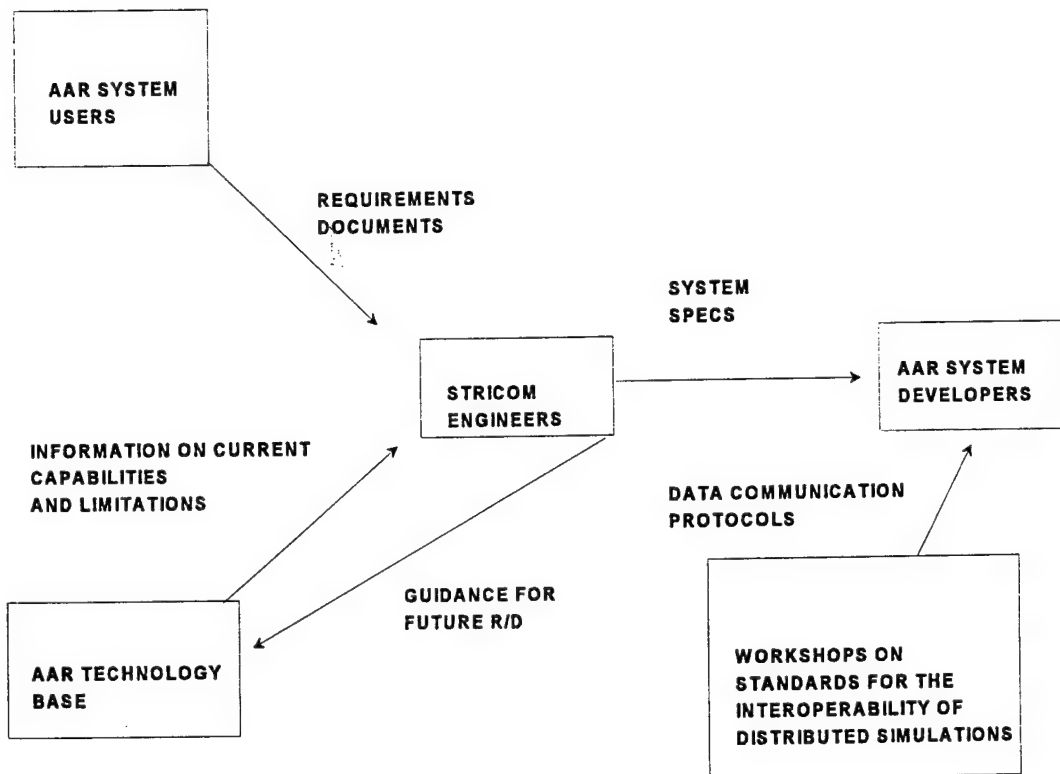 AAR SYSTEM
USERS
REQUIREMENTS
DOCUMENTS
SYSTEM
SPECS
STRICOM
ENGINEERS
AAR SYSTEM
DEVELOPERS
INFORMATION ON CURRENT
CAPABILITIES
AND LIMITATIONS
DATA COMMUNICATION
PROTOCOLS
GUIDANCE FOR
FUTURE R/D
AAR TECHNOLOGY
BASE
WORKSHOPS ON
STANDARDS FOR THE
INTEROPERABILITY OF
DISTRIBUTED SIMULATIONS